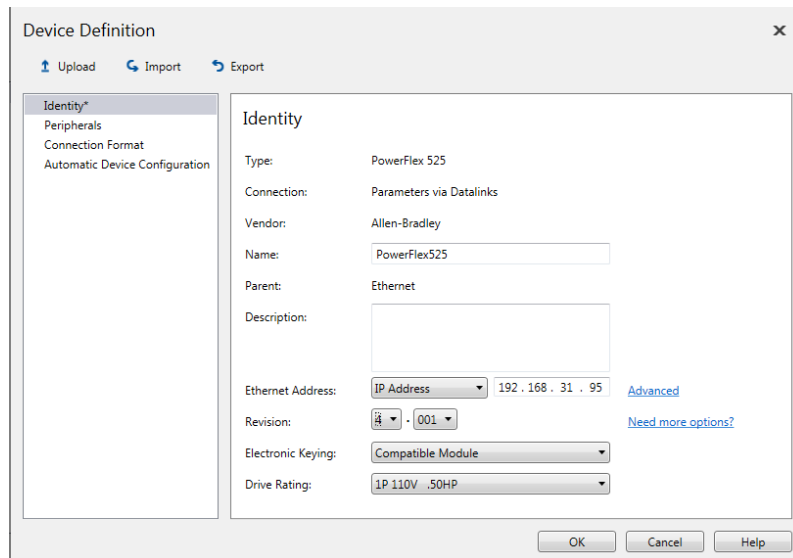 Device Definition
Upload Import Export
Identity*
Peripherals
Connection Format
Automatic Device Configuration
Identity
Type: PowerFlex 525
Connection: Parameters via Datalinks
Vendor: Allen-Bradley
Name: PowerFlex525
Parent: Ethernet
Description:
Ethernet Address: IP Address 192 . 168 . 31 . 95 Advanced
Revision: 4 - 001 Need more options?
Electronic Keying: Compatible Module
Drive Rating: 1P 110V .50HP
OK Cancel Help